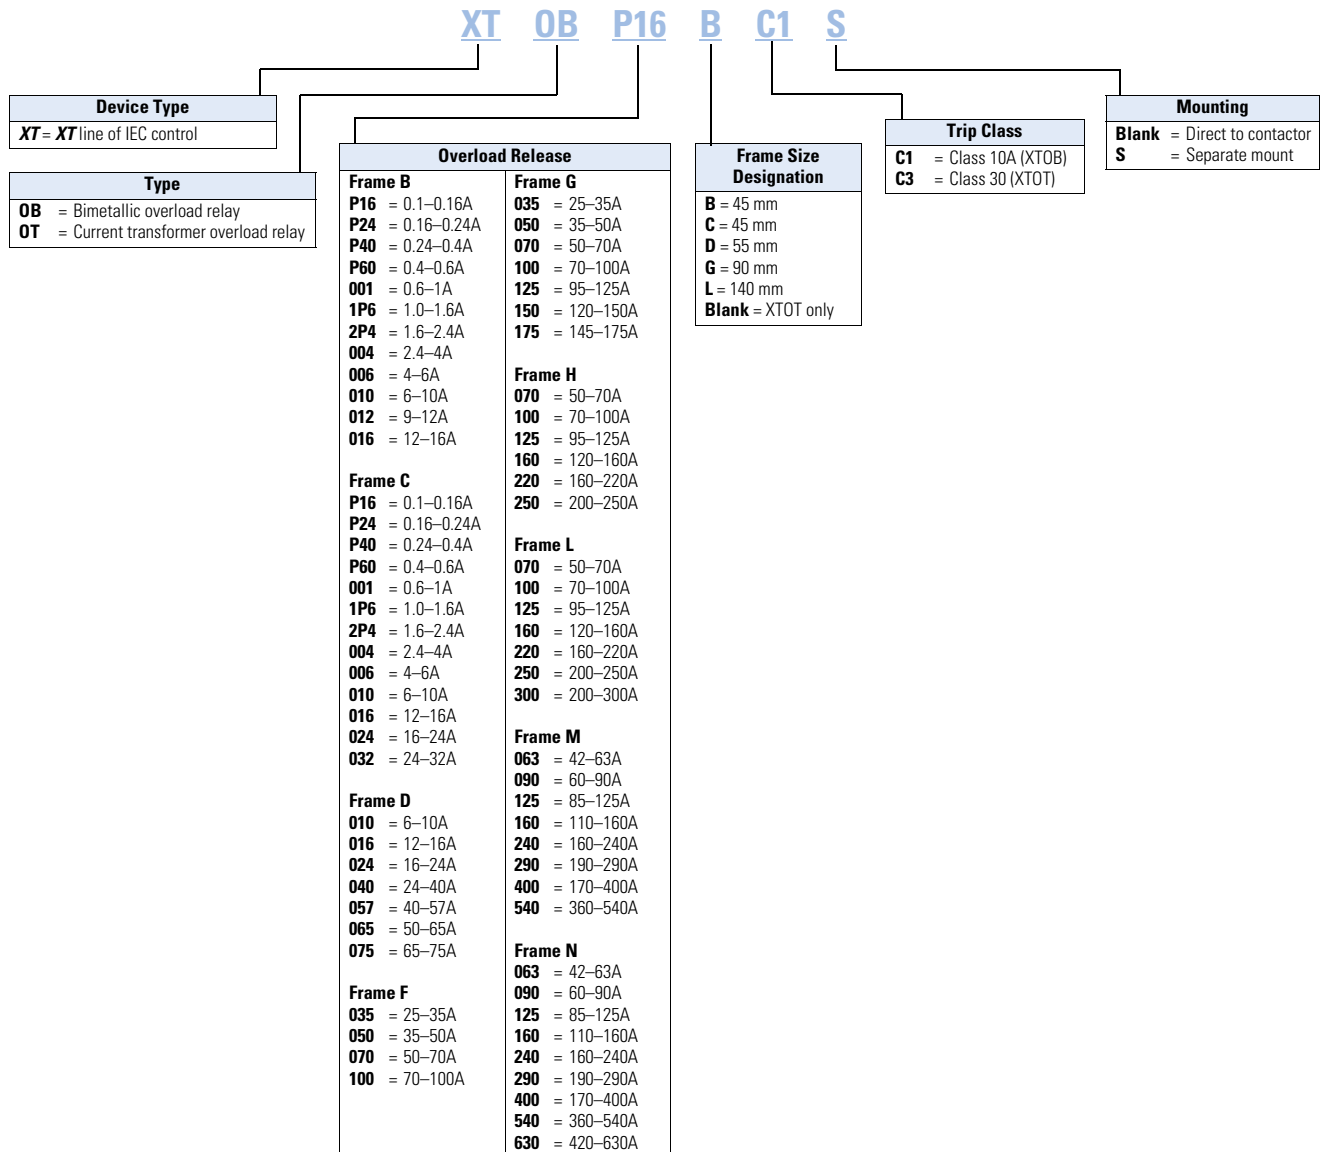 XT OB P16 B C1 S
Device Type
XT = XT line of IEC control
Type
OB = Bimetallic overload relay
OT = Current transformer overload relay
Overload Release
Frame B
P16 = 0.1–0.16A
P24 = 0.16–0.24A
P40 = 0.24–0.4A
P60 = 0.4–0.6A
001 = 0.6–1A
1P6 = 1.0–1.6A
2P4 = 1.6–2.4A
004 = 2.4–4A
006 = 4–6A
010 = 6–10A
012 = 9–12A
016 = 12–16A
Frame C
P16 = 0.1–0.16A
P24 = 0.16–0.24A
P40 = 0.24–0.4A
P60 = 0.4–0.6A
001 = 0.6–1A
1P6 = 1.0–1.6A
2P4 = 1.6–2.4A
004 = 2.4–4A
006 = 4–6A
010 = 6–10A
016 = 12–16A
024 = 16–24A
032 = 24–32A
Frame D
010 = 6–10A
016 = 12–16A
024 = 16–24A
040 = 24–40A
057 = 40–57A
065 = 50–65A
075 = 65–75A
Frame F
035 = 25–35A
050 = 35–50A
070 = 50–70A
100 = 70–100A
Frame G
035 = 25–35A
050 = 35–50A
070 = 50–70A
100 = 70–100A
125 = 95–125A
150 = 120–150A
175 = 145–175A
Frame H
070 = 50–70A
100 = 70–100A
125 = 95–125A
160 = 120–160A
220 = 160–220A
250 = 200–250A
Frame L
070 = 50–70A
100 = 70–100A
125 = 95–125A
160 = 120–160A
220 = 160–220A
250 = 200–250A
300 = 200–300A
Frame M
063 = 42–63A
090 = 60–90A
125 = 85–125A
160 = 110–160A
240 = 160–240A
290 = 190–290A
400 = 170–400A
540 = 360–540A
Frame N
063 = 42–63A
090 = 60–90A
125 = 85–125A
160 = 110–160A
240 = 160–240A
290 = 190–290A
400 = 170–400A
540 = 360–540A
630 = 420–630A
Frame Size
Designation
B = 45 mm
C = 45 mm
D = 55 mm
G = 90 mm
L = 140 mm
Blank = XTOT only
Trip Class
C1 = Class 10A (XTOB)
C3 = Class 30 (XTOT)
Mounting
Blank = Direct to contactor
S = Separate mount